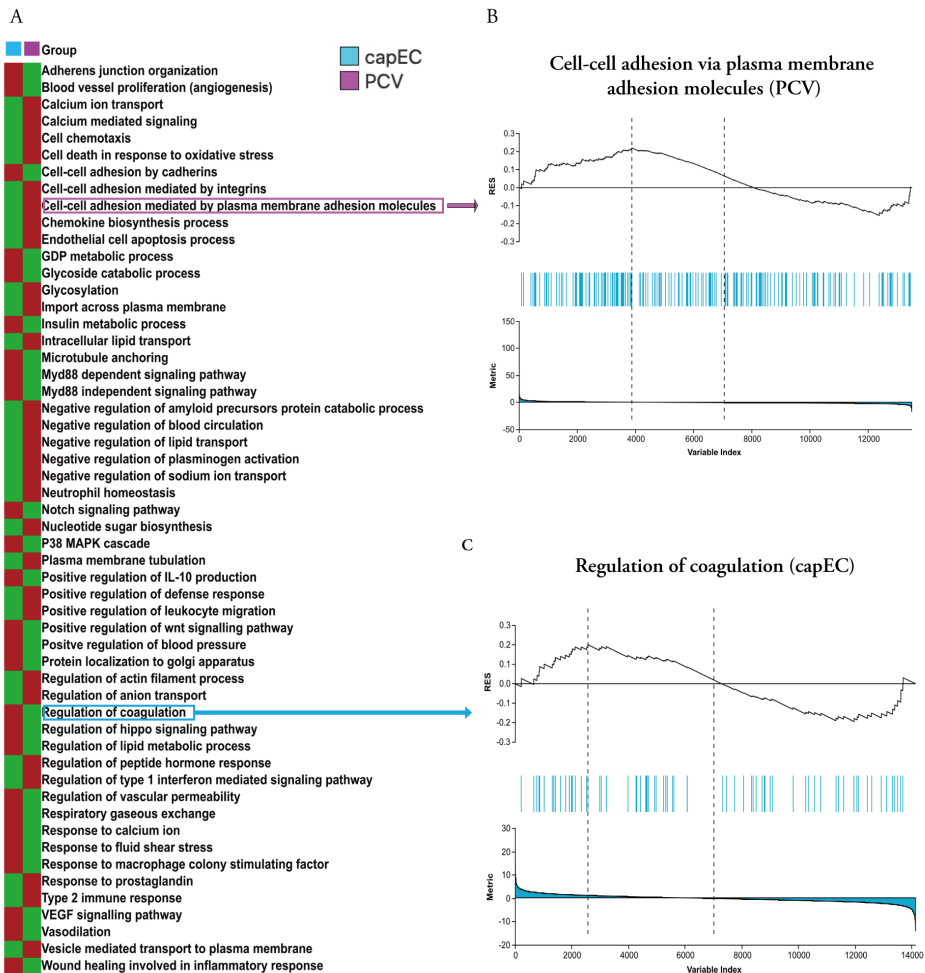 A
Group
capEC
PCV
Adherens junction organization
Blood vessel proliferation (angiogenesis)
Calcium ion transport
Calcium mediated signaling
Cell chemotaxis
Cell death in response to oxidative stress
Cell-cell adhesion by cadherins
Cell-cell adhesion mediated by integrins
Cell-cell adhesion mediated by plasma membrane adhesion molecules
Chemokine biosynthesis process
Endothelial cell apoptosis process
GDP metabolic process
Glycoside catabolic process
Glycosylation
Import across plasma membrane
Insulin metabolic process
Intracellular lipid transport
Microtubule anchoring
Myd88 dependent signaling pathway
Myd88 independent signaling pathway
Negative regulation of amyloid precursors protein catabolic process
Negative regulation of blood circulation
Negative regulation of lipid transport
Negative regulation of plasminogen activation
Negative regulation of sodium ion transport
Neutrophil homeostasis
Notch signaling pathway
Nucleotide sugar biosynthesis
P38 MAPK cascade
Plasma membrane tubulation
Positive regulation of IL-10 production
Positive regulation of defense response
Positive regulation of leukocyte migration
Positive regulation of wnt signalling pathway
Positve regulation of blood pressure
Protein localization to golgi apparatus
Regulation of actin filament process
Regulation of anion transport
Regulation of coagulation
Regulation of hippo signaling pathway
Regulation of lipid metabolic process
Regulation of peptide hormone response
Regulation of type 1 interferon mediated signaling pathway
Regulation of vascular permeability
Respiratory gaseous exchange
Response to calcium ion
Response to fluid shear stress
Response to macrophage colony stimulating factor
Response to prostaglandin
Type 2 immune response
VEGF signalling pathway
Vasodilation
Vesicle mediated transport to plasma membrane
Wound healing involved in inflammatory response
B
Cell-cell adhesion via plasma membrane
adhesion molecules (PCV)
0.3
0.2
0.1
0.0
-0.1
-0.2
-0.3
RES
150
100
50
0
-50
Metric
0 2000 4000 6000 8000 10000 12000
Variable Index
C
Regulation of coagulation (capEC)
0.3
0.2
0.1
0.0
-0.1
-0.2
-0.3
RES
30
20
10
0
-10
-20
Metric
0 2000 4000 6000 8000 10000 12000 14000
Variable Index